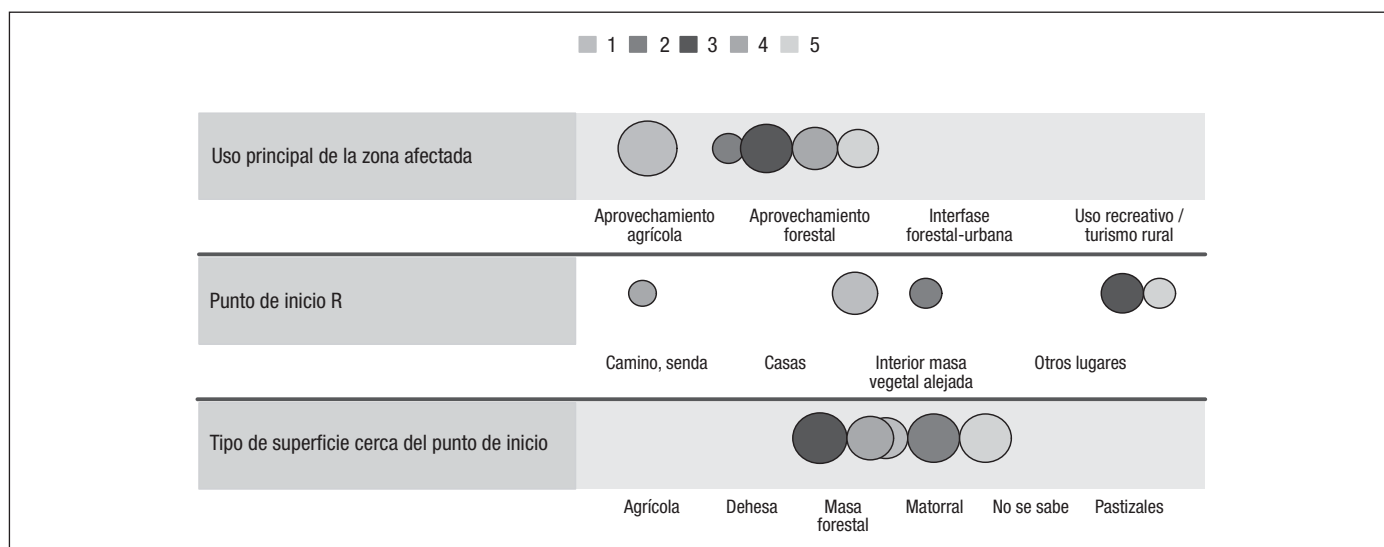 1 2 3 4 5
Uso principal de la zona afectada
Aprovechamiento agrícola
Aprovechamiento forestal
Interfase forestal-urbana
Uso recreativo / turismo rural
Punto de inicio R
Camino, senda
Casas
Interior masa vegetal alejada
Otros lugares
Tipo de superficie cerca del punto de inicio
Agrícola
Dehesa
Masa forestal
Matorral
No se sabe
Pastizales